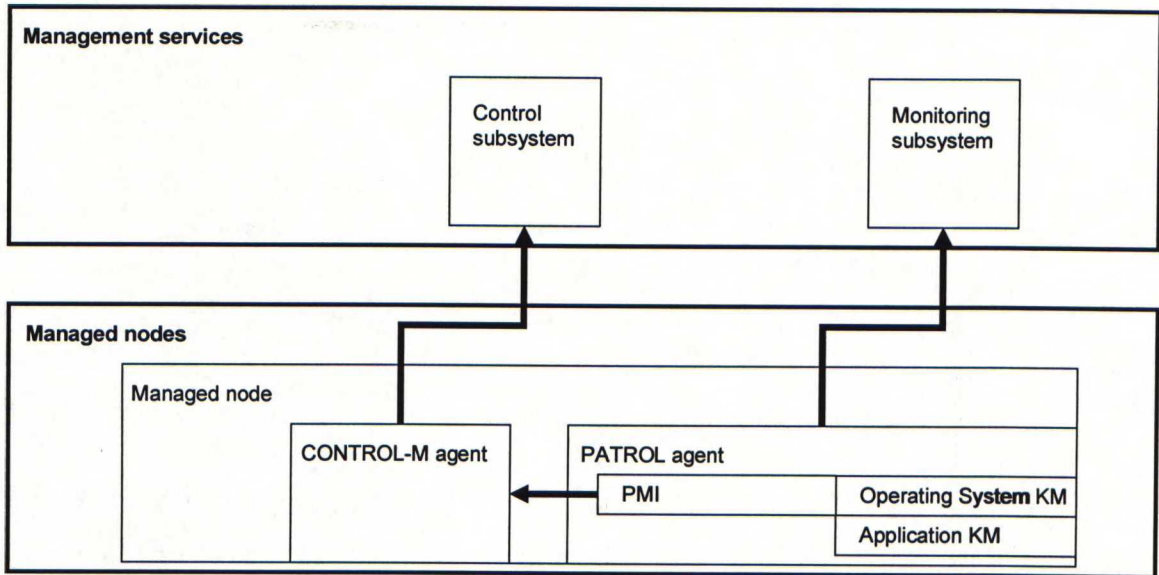 Management services
Control
subsystem
Monitoring
subsystem
Managed nodes
Managed node
CONTROL-M agent
PATROL agent
PMI
Operating System KM
Application KM